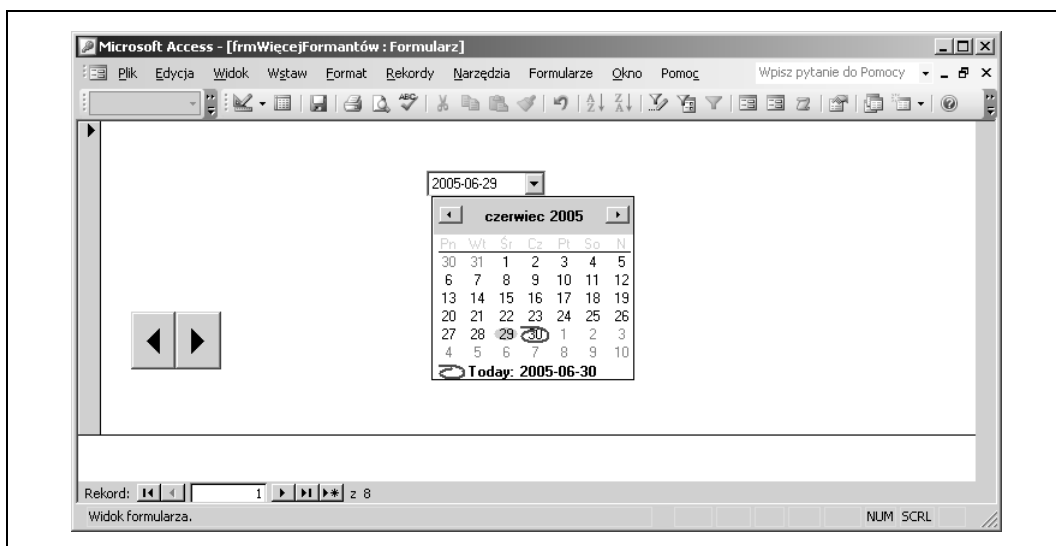 Microsoft Access - [frmWięcejFormantów : Formularz]
Plik Edycja Widok Wstaw Format Rekordy Narzędzia Formularze Okno Pomoc Wpisz pytanie do Pomocy
2005-06-29
czerwiec 2005
Pn Wt Śr Cz Pt So N
30 31 1 2 3 4 5
6 7 8 9 10 11 12
13 14 15 16 17 18 19
20 21 22 23 24 25 26
27 28 29 30 1 2 3
4 5 6 7 8 9 10
Today: 2005-06-30
Rekord: 1 z 8
Widok formularza. NUM SCRL